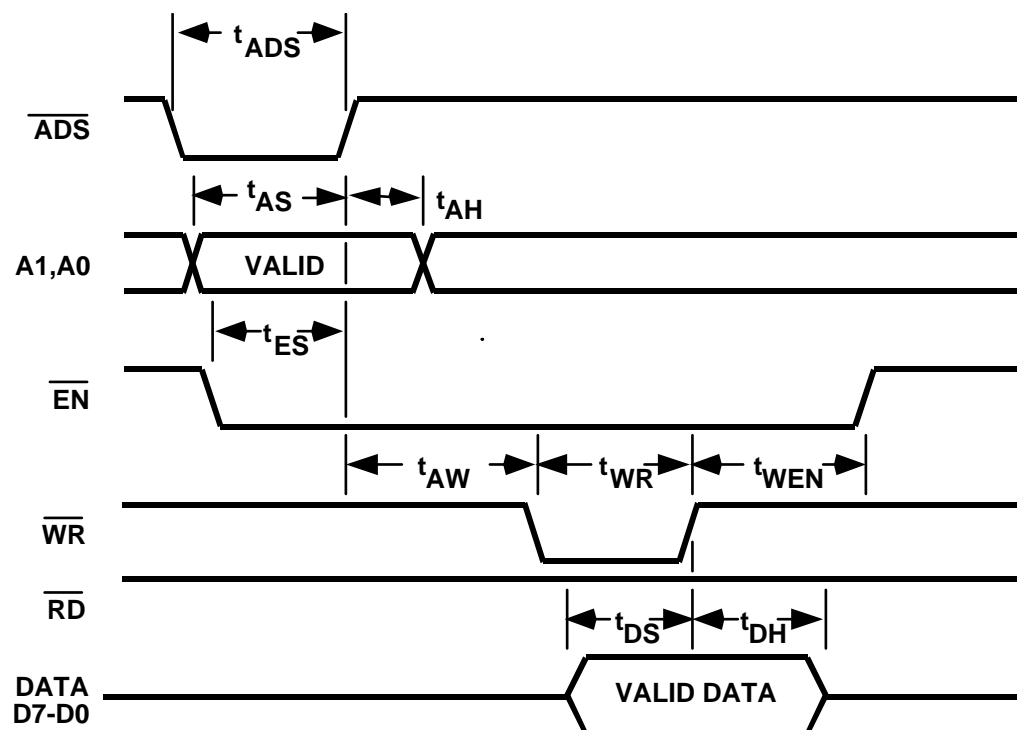 tADS
ADS
tAS
tAH
A1,A0
VALID
tES
EN
tAW
tWR
tWEN
WR
RD
tDS
tDH
DATA
D7-D0
VALID DATA